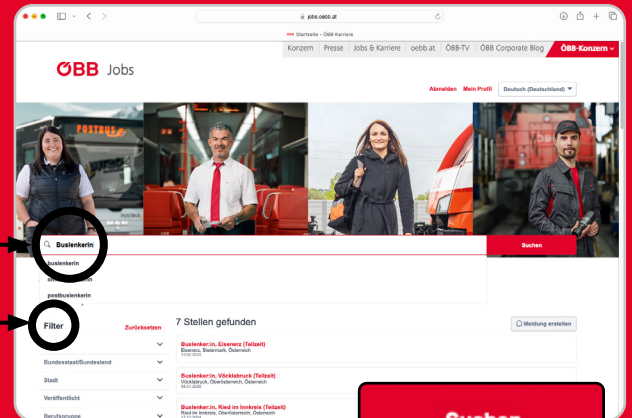 jobs.oebb.at
ÖBB Startseite - ÖBB Karriere
Konzern Presse Jobs & Karriere oebb.at ÖBB-TV ÖBB Corporate Blog ÖBB-Konzern
ÖBB Jobs
Abmelden Mein Profil Deutsch (Deutschland)
POSTBUS
Buslenkerin Suchen
buslenkerin
postbuslenkerin
Filter Zurücksetzen
7 Stellen gefunden
Meldung erstellen
Buslenker:in, Eisenerz (Teilzeit)
Eisenerz, Steiermark, Österreich
Bundesstaat/Bundesland
Stadt
Buslenker:in, Vöcklabruck (Teilzeit)
Vöcklabruck, Oberösterreich, Österreich
Veröffentlicht
Buslenker:in, Ried im Innkreis (Teilzeit)
Ried im Innkreis, Oberösterreich, Österreich
Berufsgruppe
Suchen